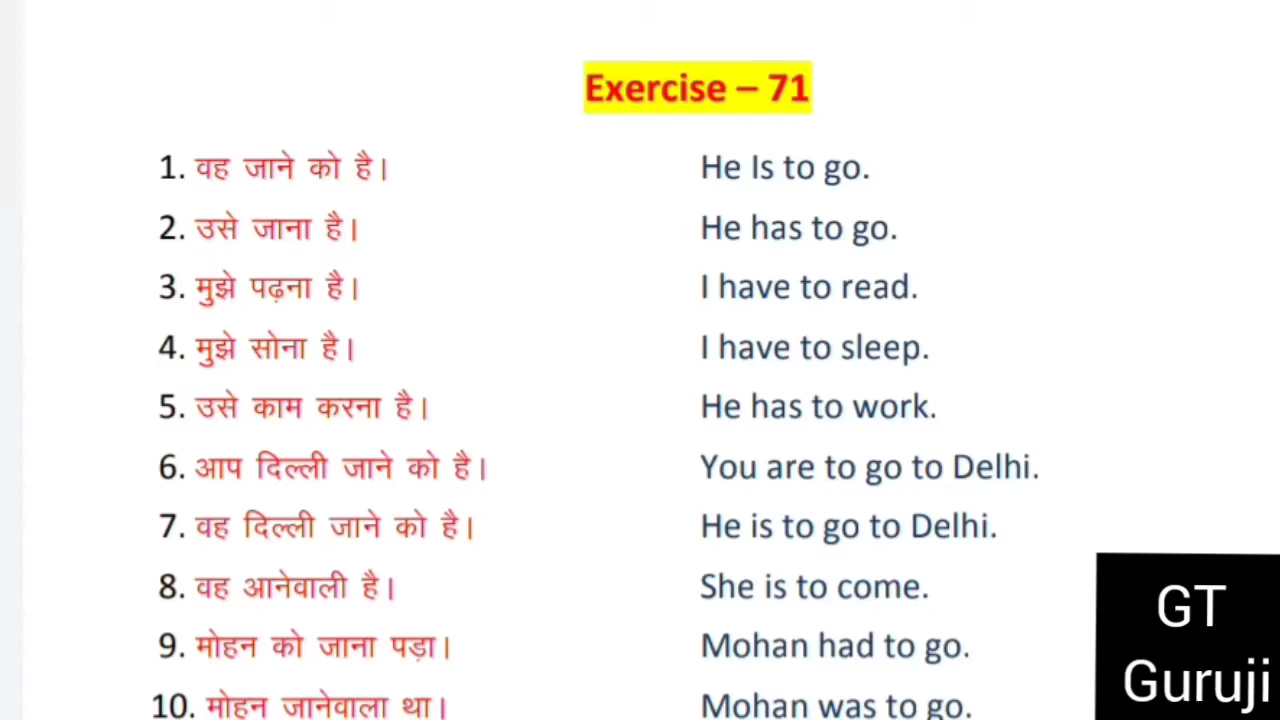 Exercise – 71
1. वह जाने को है। He Is to go.
2. उसे जाना है। He has to go.
3. मुझे पढ़ना है। I have to read.
4. मुझे सोना है। I have to sleep.
5. उसे काम करना है। He has to work.
6. आप दिल्ली जाने को है। You are to go to Delhi.
7. वह दिल्ली जाने को है। He is to go to Delhi.
8. वह आनेवाली है। She is to come.
9. मोहन को जाना पड़ा। Mohan had to go.
10. मोहन जानेवाला था। Mohan was to go.
GT
Guruji